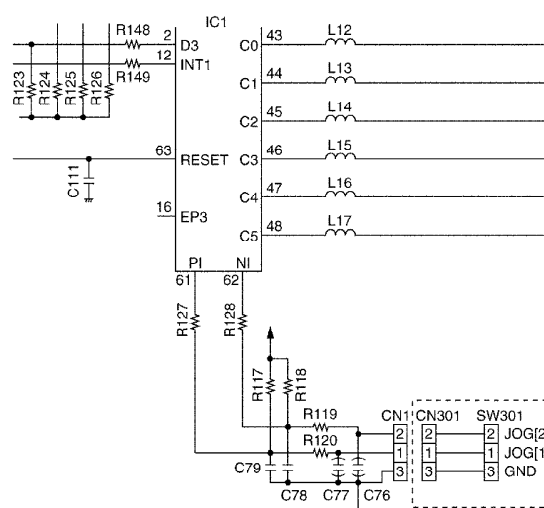 IC1
R148
2
D3
C0
43
L12
12
INT1
R149
R123
R124
R125
R126
C1
44
L13
C2
45
L14
63
RESET
C3
46
L15
C111
C4
47
L16
16
EP3
C5
48
L17
PI
NI
61
62
R127
R128
R117
R118
R119
CN1
CN301
SW301
2
2
2
JOG[2
R120
1
1
1
JOG[1
C79
3
3
3
GND
C78
C77
C76